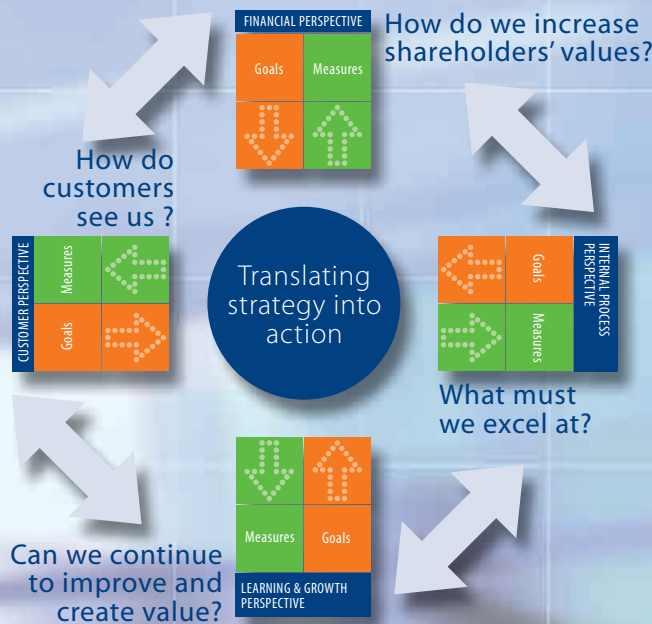 FINANCIAL PERSPECTIVE
Goals
Measures
How do we increase
shareholders' values?
How do
customers
see us ?
CUSTOMER PERSPECTIVE
Measures
Goals
Translating
strategy into
action
Goals
Measures
INTERNAL PROCESS
PERSPECTIVE
What must
we excel at?
Measures
Goals
LEARNING & GROWTH
PERSPECTIVE
Can we continue
to improve and
create value?